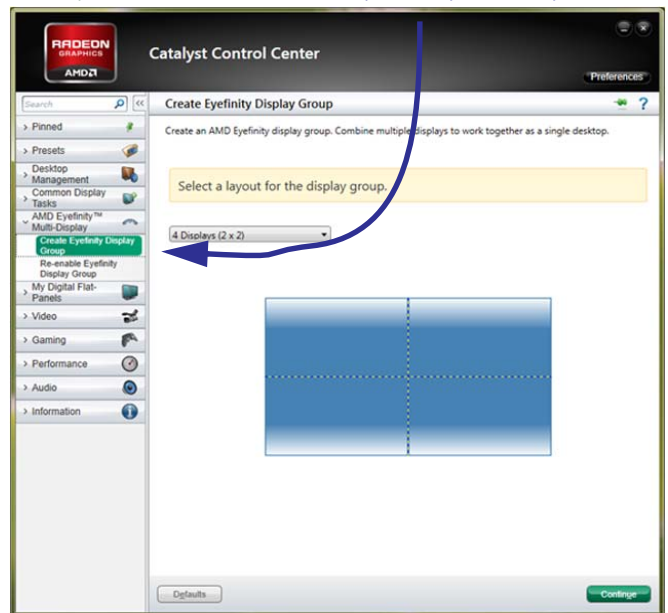 RADEON
GRAPHICS
AMD
Catalyst Control Center
Preferences
Search
«
Create Eyefinity Display Group
?
> Pinned
Create an AMD Eyefinity display group. Combine multiple displays to work together as a single desktop.
> Presets
> Desktop
Management
Select a layout for the display group.
> Common Display
Tasks
AMD Eyefinity™
Multi-Display
4 Displays (2 x 2)
Create Eyefinity Display
Group
Re-enable Eyefinity
Display Group
> My Digital Flat-
Panels
> Video
> Gaming
> Performance
> Audio
> Information
Defaults
Continue